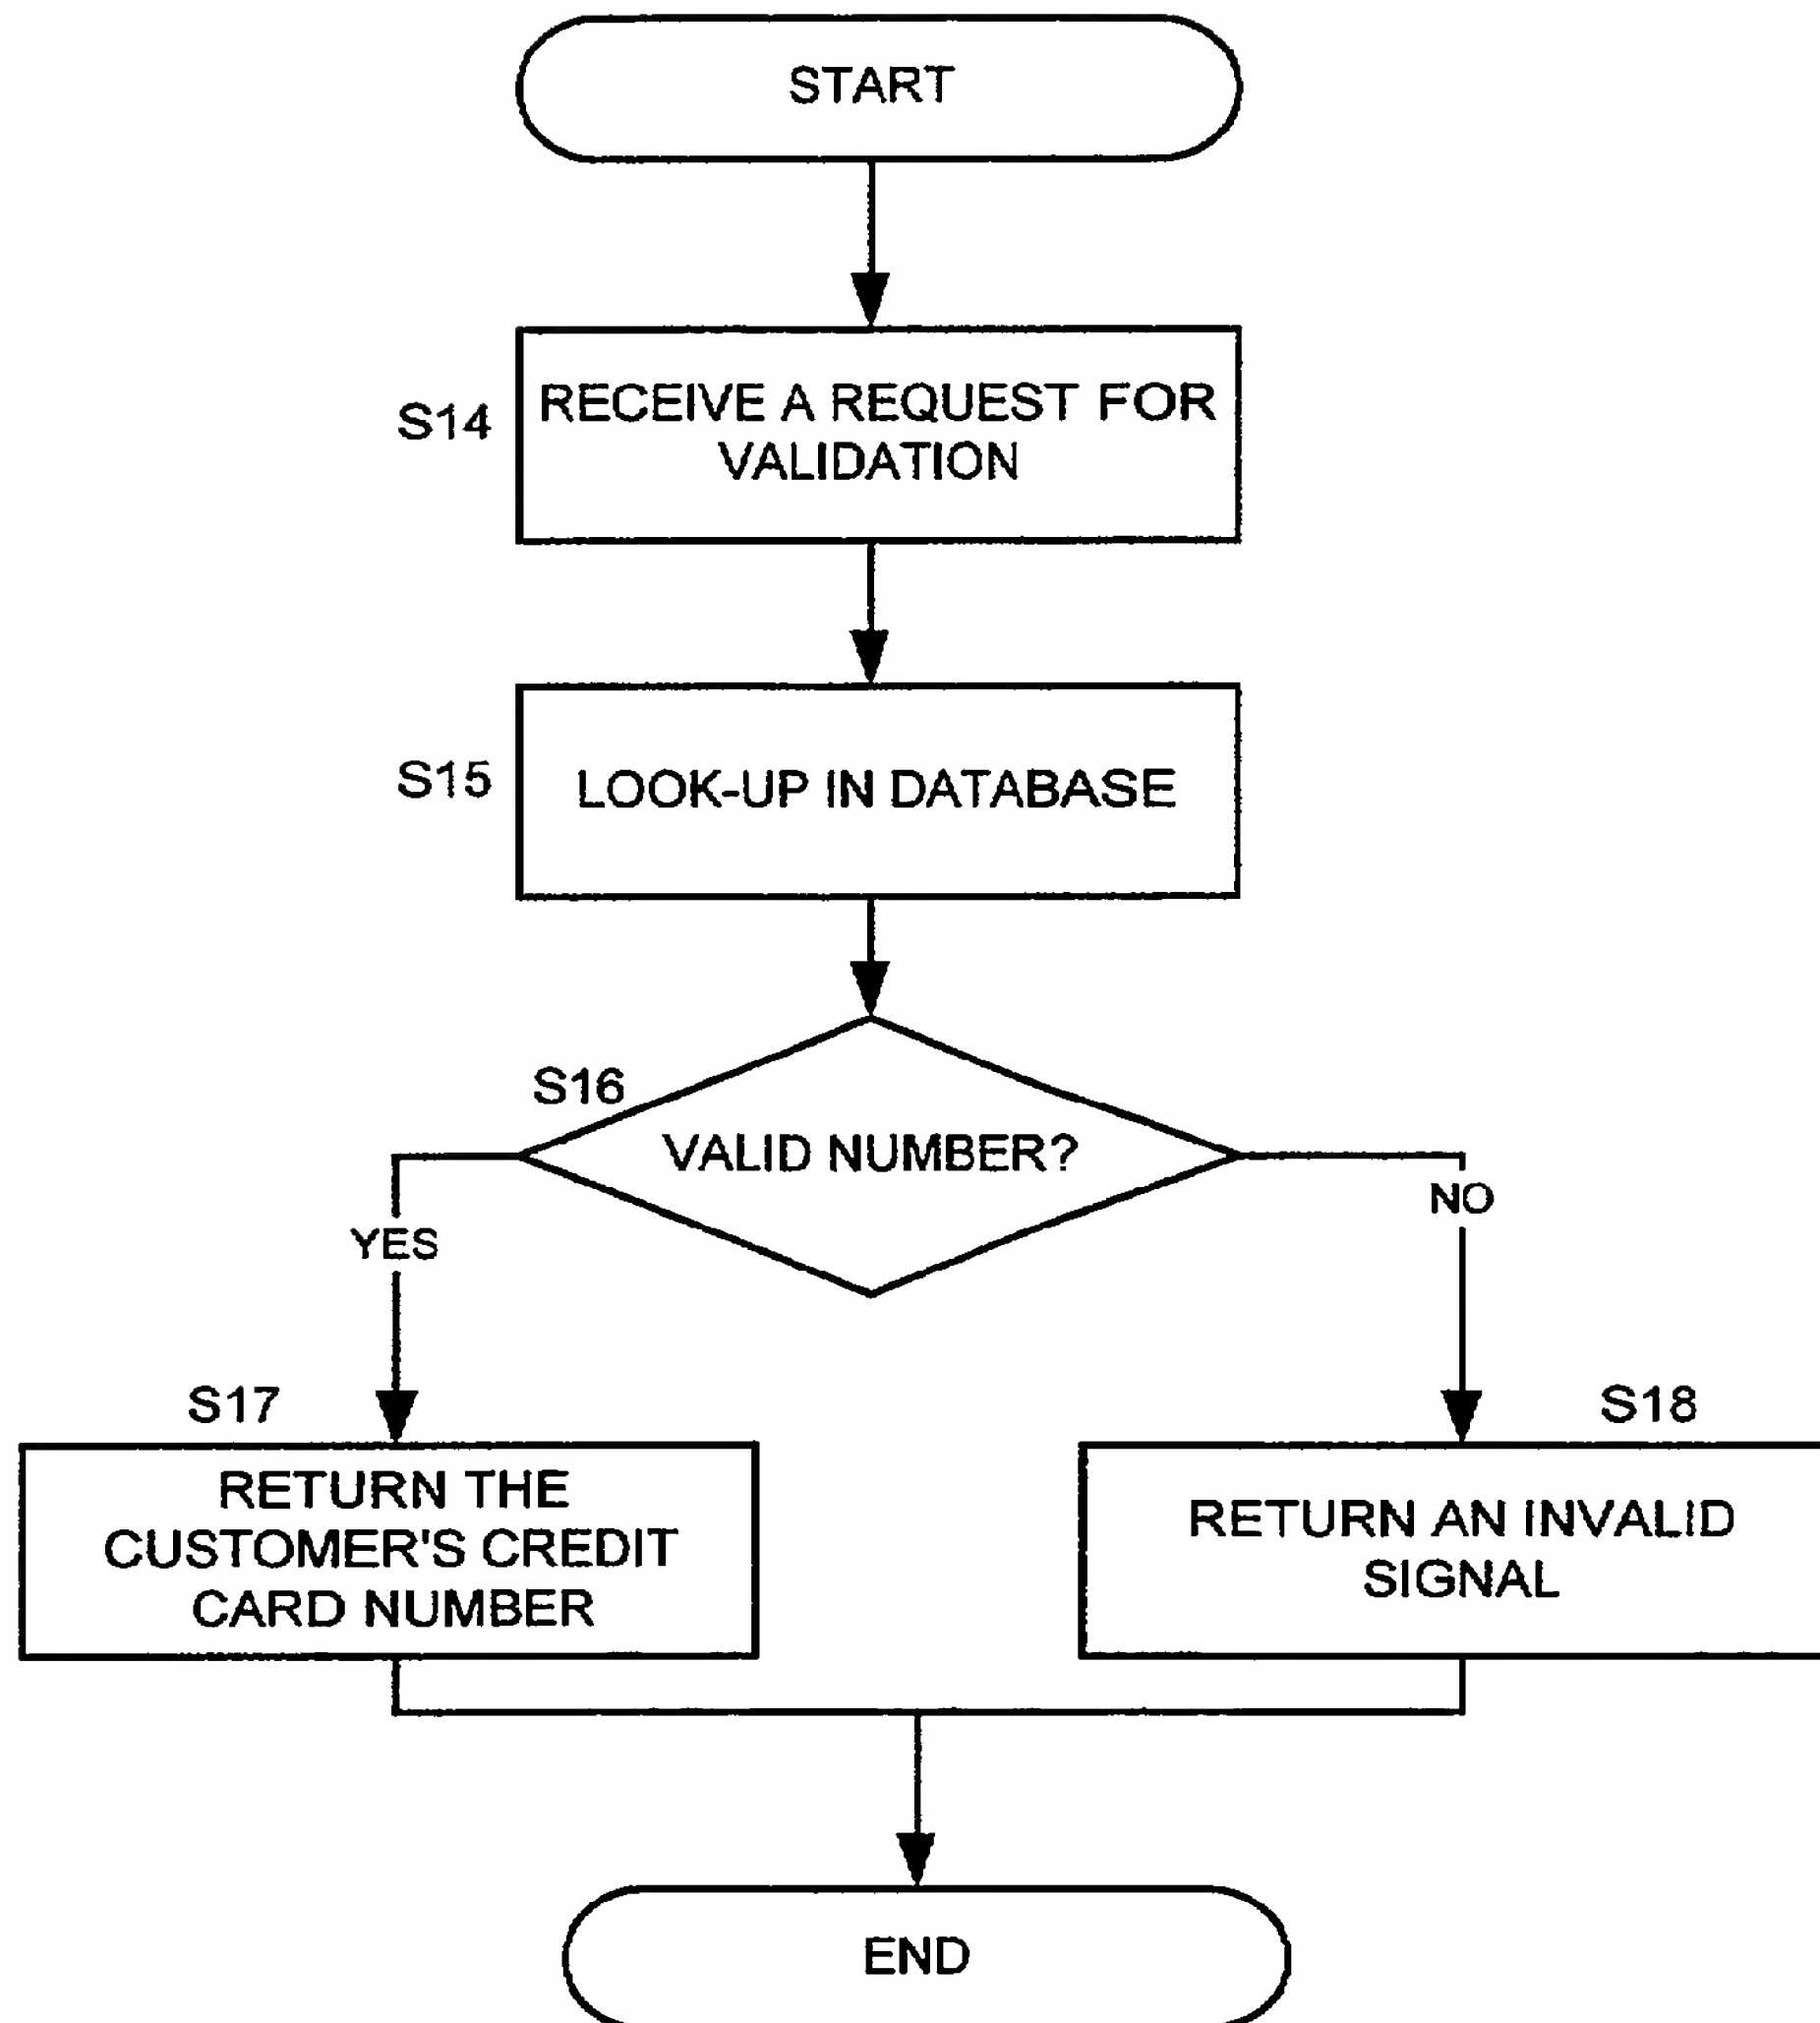 START
S14
RECEIVE A REQUEST FOR
VALIDATION
S15
LOOK-UP IN DATABASE
S16
VALID NUMBER?
YES
NO
S17
RETURN THE
CUSTOMER'S CREDIT
CARD NUMBER
S18
RETURN AN INVALID
SIGNAL
END